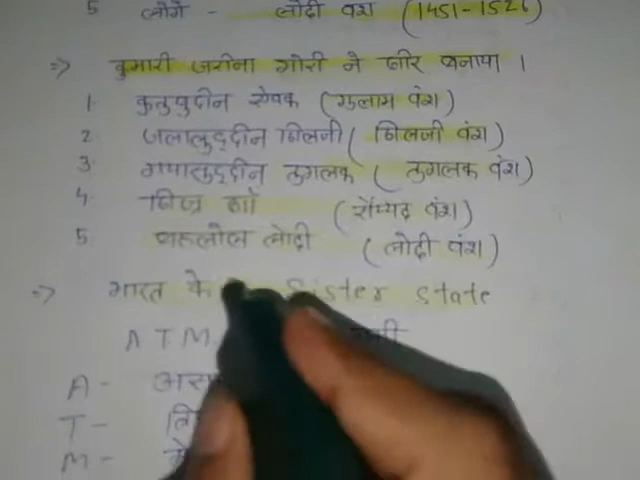 5 लोगे - लोदी वंश (1451-1526)
=> कुमारी जरीना गोरी ने बीर बनाया ।
1. कुतुबुदीन ऐबक (गुलाम वंश)
2 जलालुद्दीन खिलजी ( खिलजी वंश)
3 गयासुद्दीन तुगलक ( तुगलक वंश)
4 खिज्र खाँ (सैय्यद वंश)
5 बहलोल लोदी (लोदी वंश)
=> भारत के Sister State
ATM
A-
T-
M-